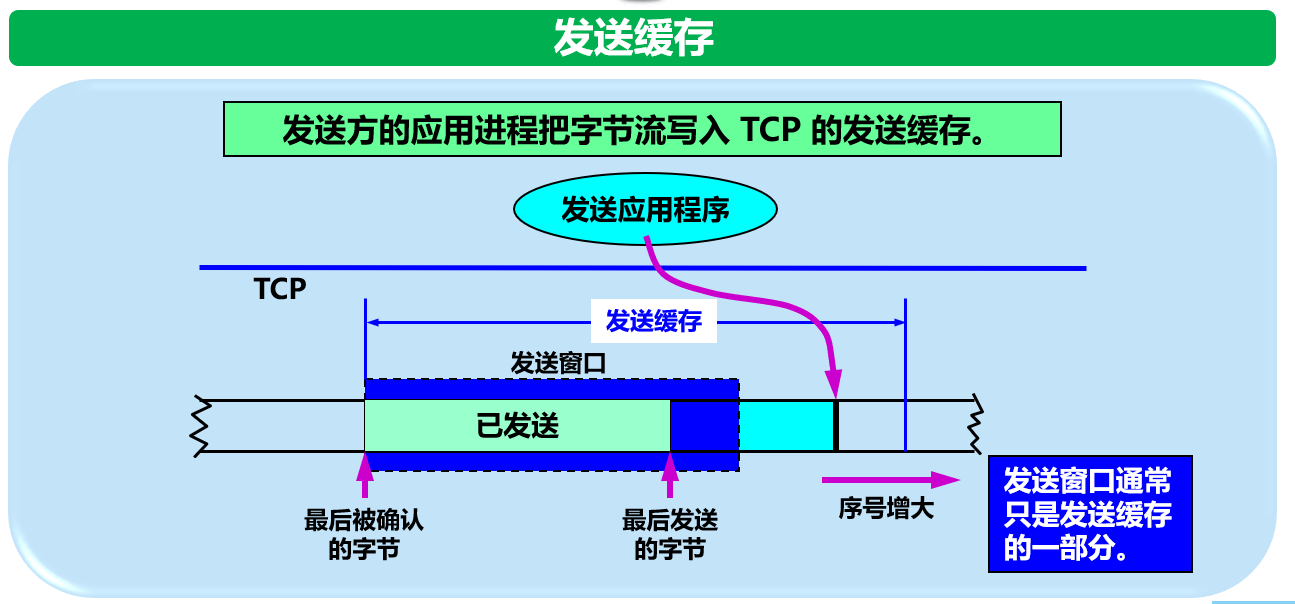 发送缓存
发送方的应用进程把字节流写入 TCP 的发送缓存。
发送应用程序
TCP
发送缓存
发送窗口
已发送
最后被确认
的字节
最后发送
的字节
序号增大
发送窗口通常
只是发送缓存
的一部分。